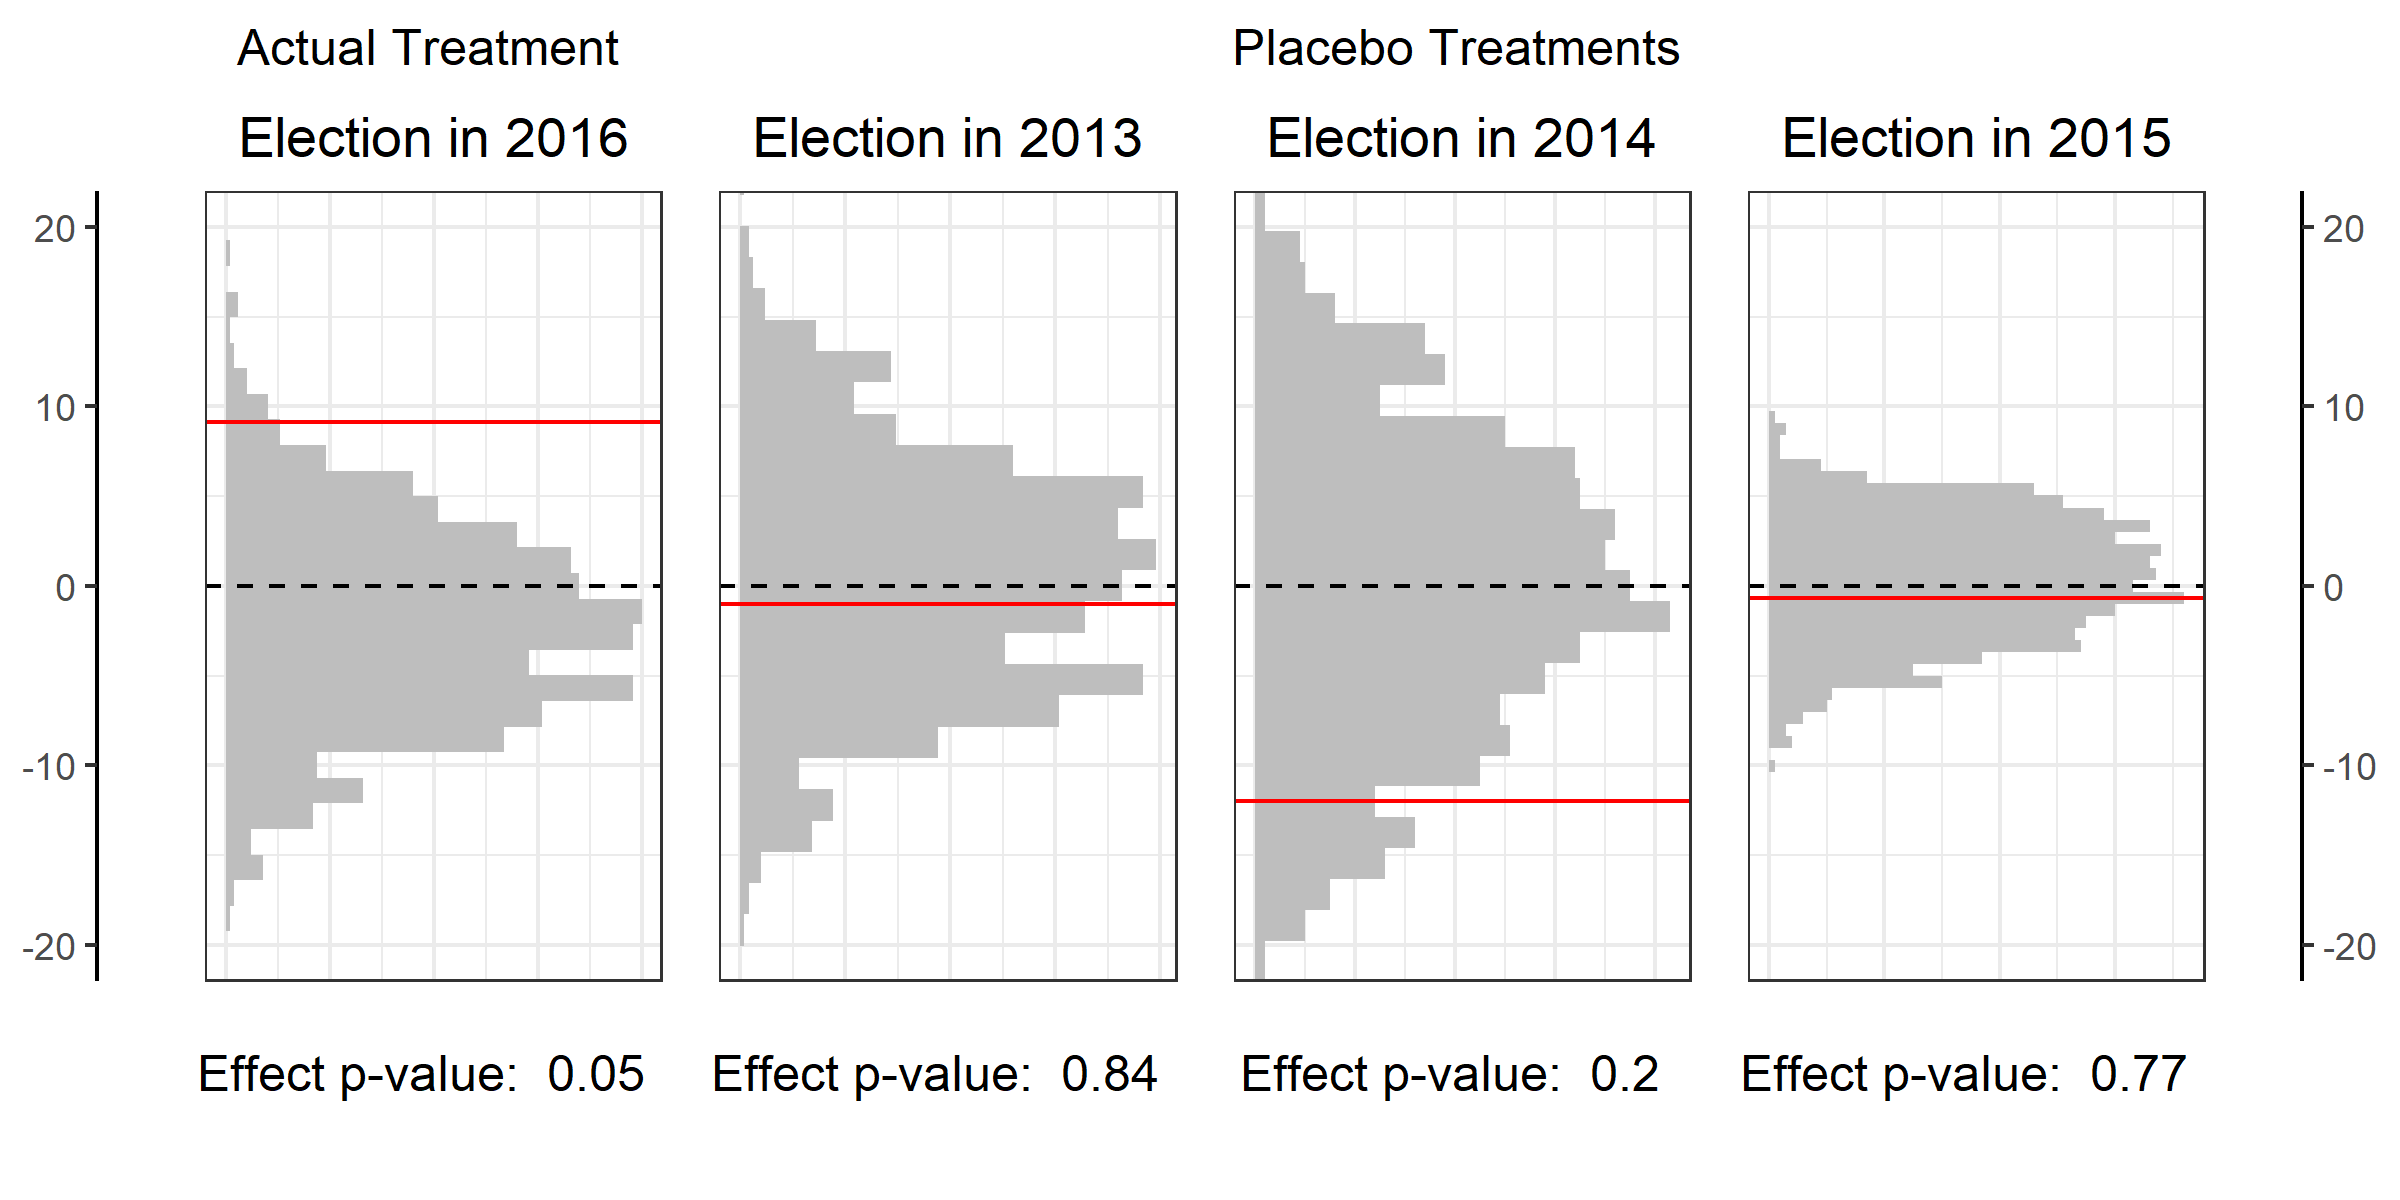 Actual Treatment
Placebo Treatments
Election in 2016
Election in 2013
Election in 2014
Election in 2015
20
10
0
-10
-20
20
10
0
-10
-20
Effect p-value: 0.05
Effect p-value: 0.84
Effect p-value: 0.2
Effect p-value: 0.77